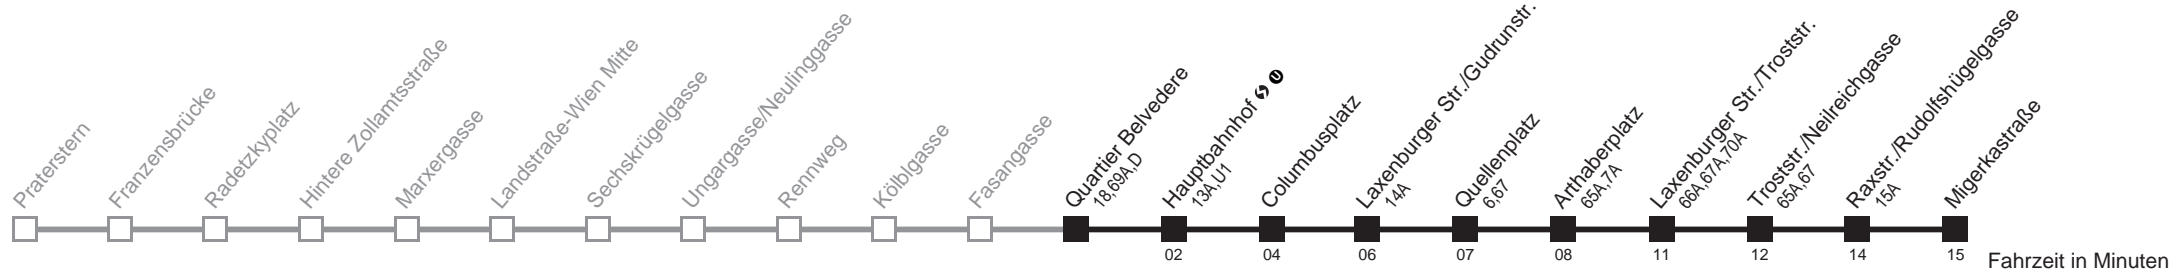 Praterstern
Franzensbrücke
Radetzkyplatz
Hintere Zollamtsstraße
Marxergasse
Landstraße-Wien Mitte
Sechskrügelgasse
Ungargasse/Neulinggasse
Rennweg
Kölblgasse
Fasangasse
Quartier Belvedere
18,69A,D
Hauptbahnhof S U
13A,U1
Columbusplatz
Laxenburger Str./Gudrunstr.
14A
Quellenplatz
6,67
Arthaberplatz
65A,7A
Laxenburger Str./Troststr.
66A,67A,70A
Troststr./Neilreichgasse
65A,67
Raxstr./Rudolfshügelgasse
15A
Migerkastraße
02 04 06 07 08 11 12 14 15
Fahrzeit in Minuten